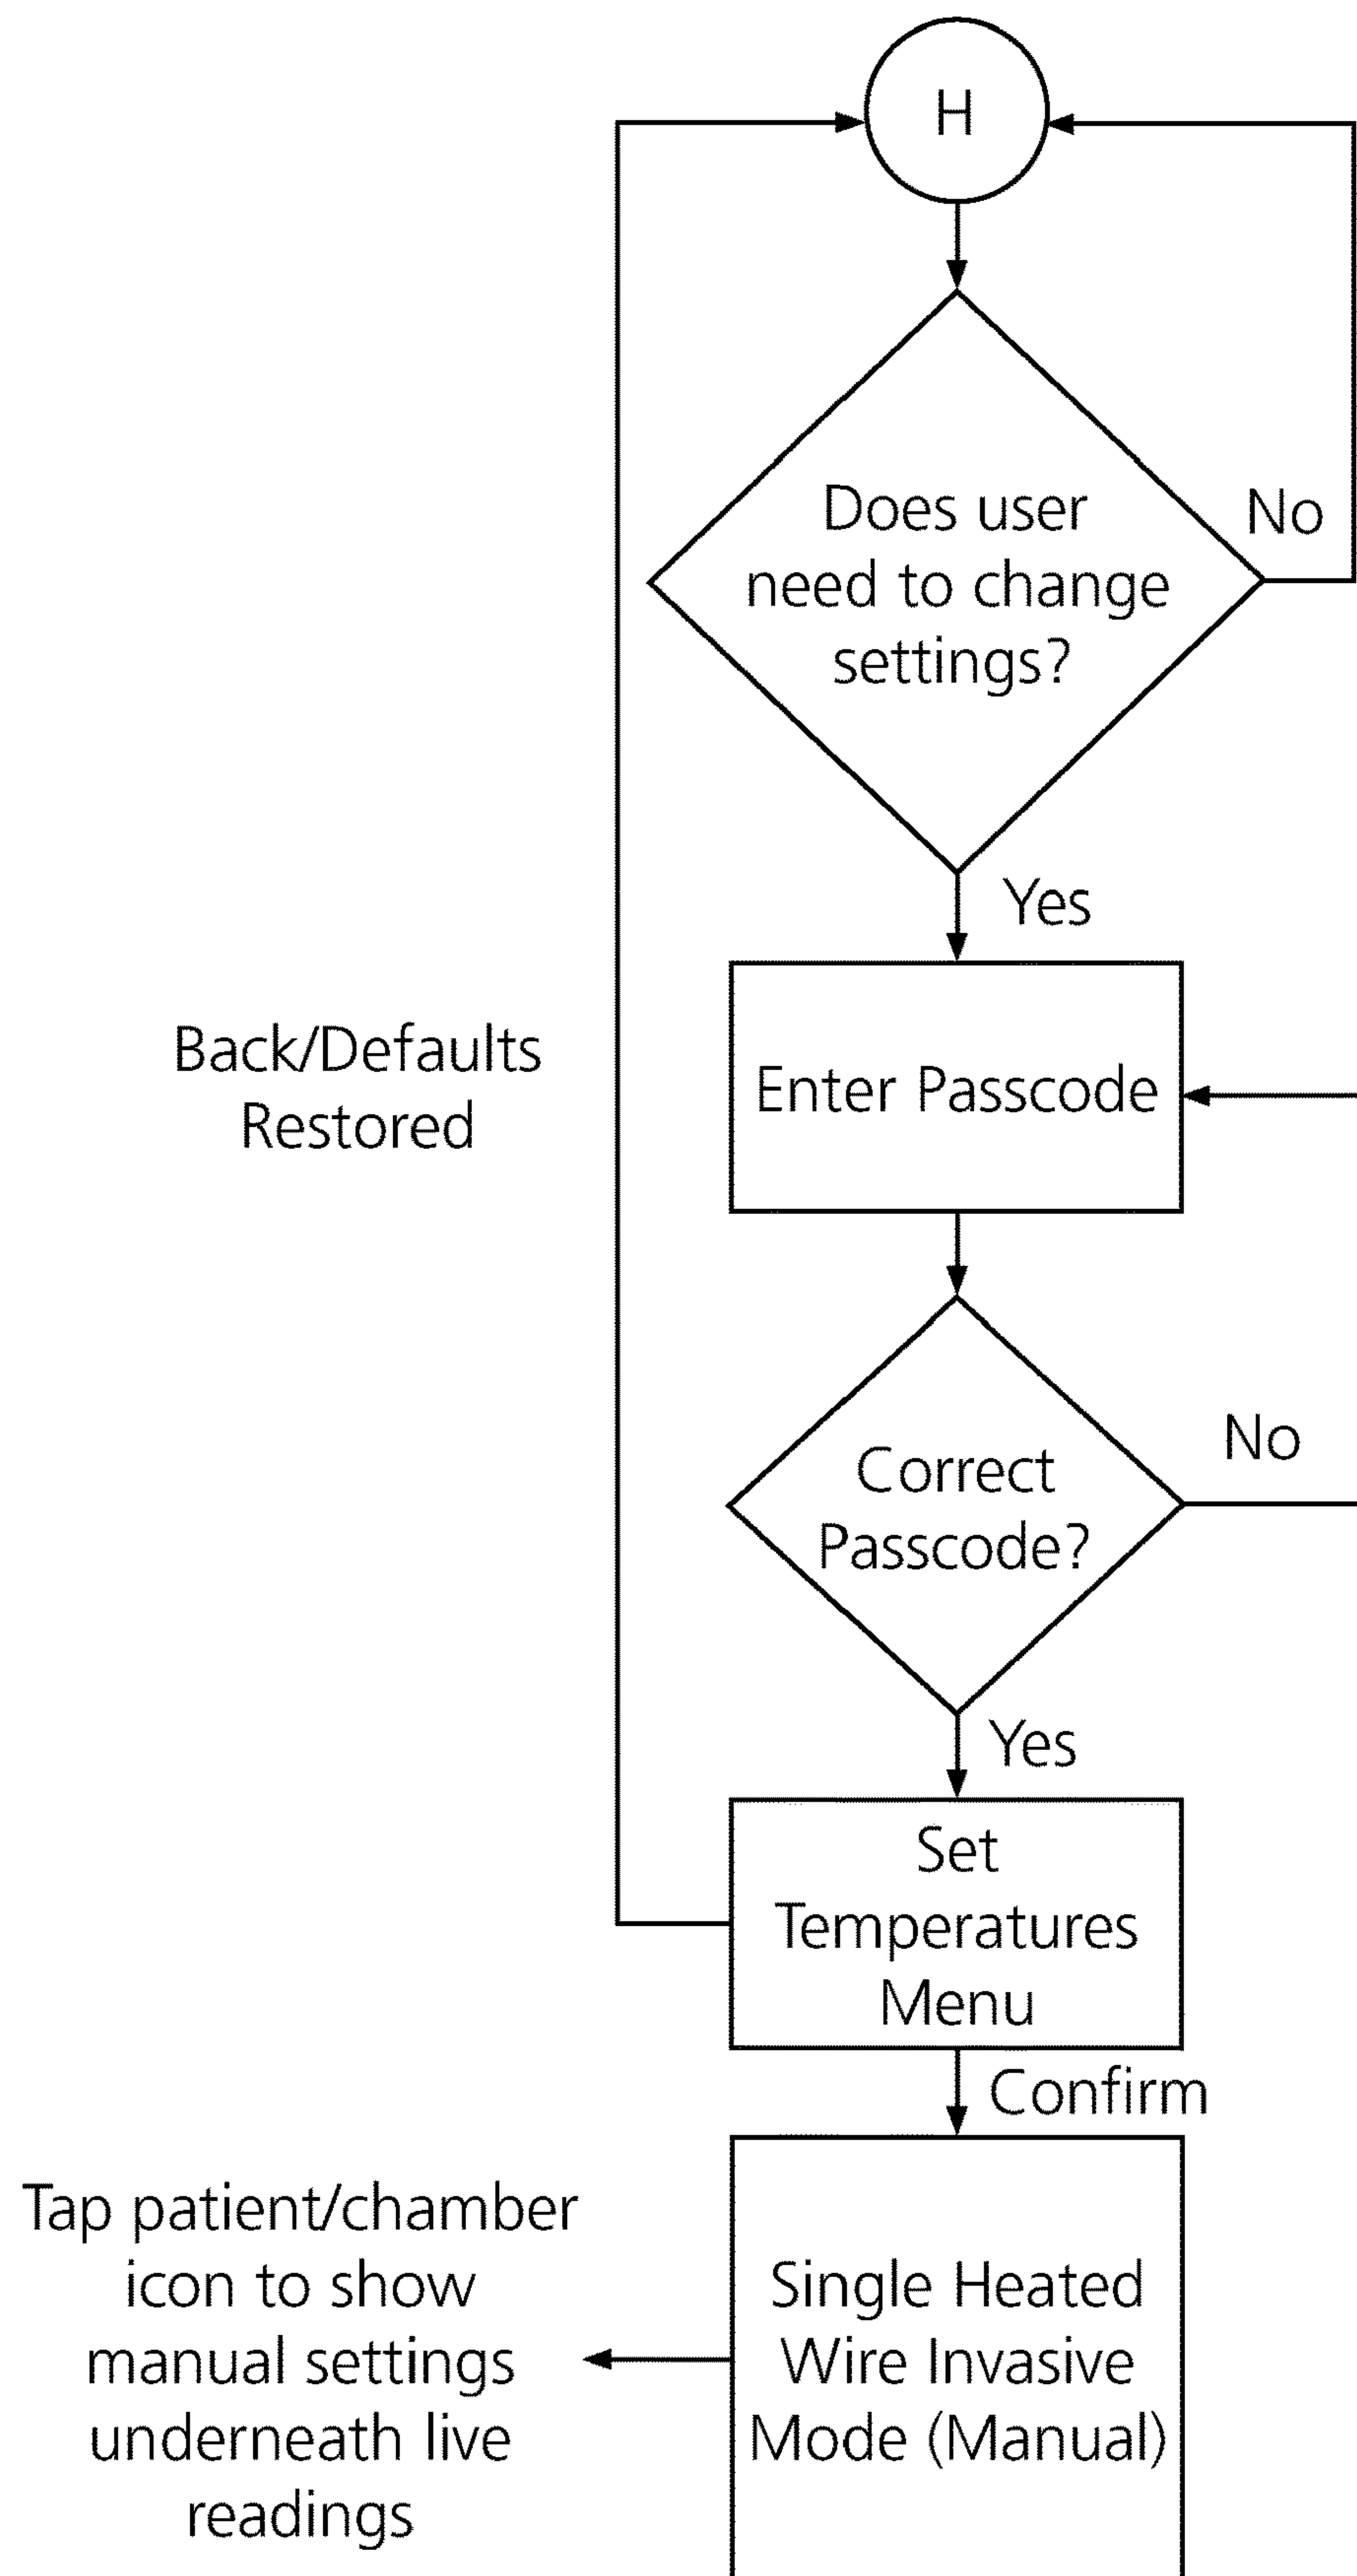 H
Does user
need to change
settings?
No
Yes
Back/Defaults
Restored
Enter Passcode
Correct
Passcode?
No
Yes
Set
Temperatures
Menu
Confirm
Tap patient/chamber
icon to show
manual settings
underneath live
readings
Single Heated
Wire Invasive
Mode (Manual)